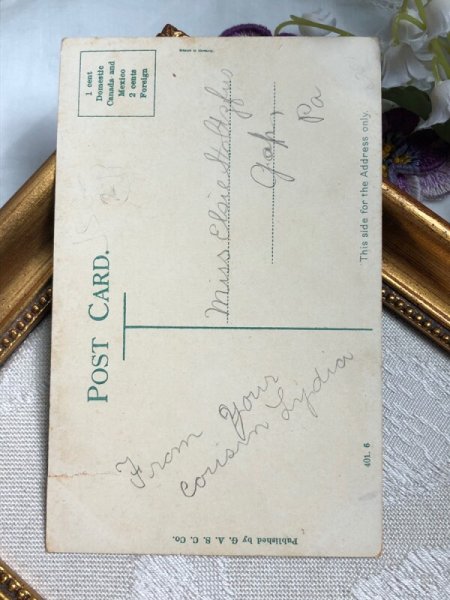 POST CARD.
1 cent
Domestic
Canada and
Mexico
2 cents
Foreign
From Your
cousin Lydia
Miss Elsie Stoltzfus
Gap,
Pa
This side for the Address only.
401. 6
Published by G. A. B. C. Co.